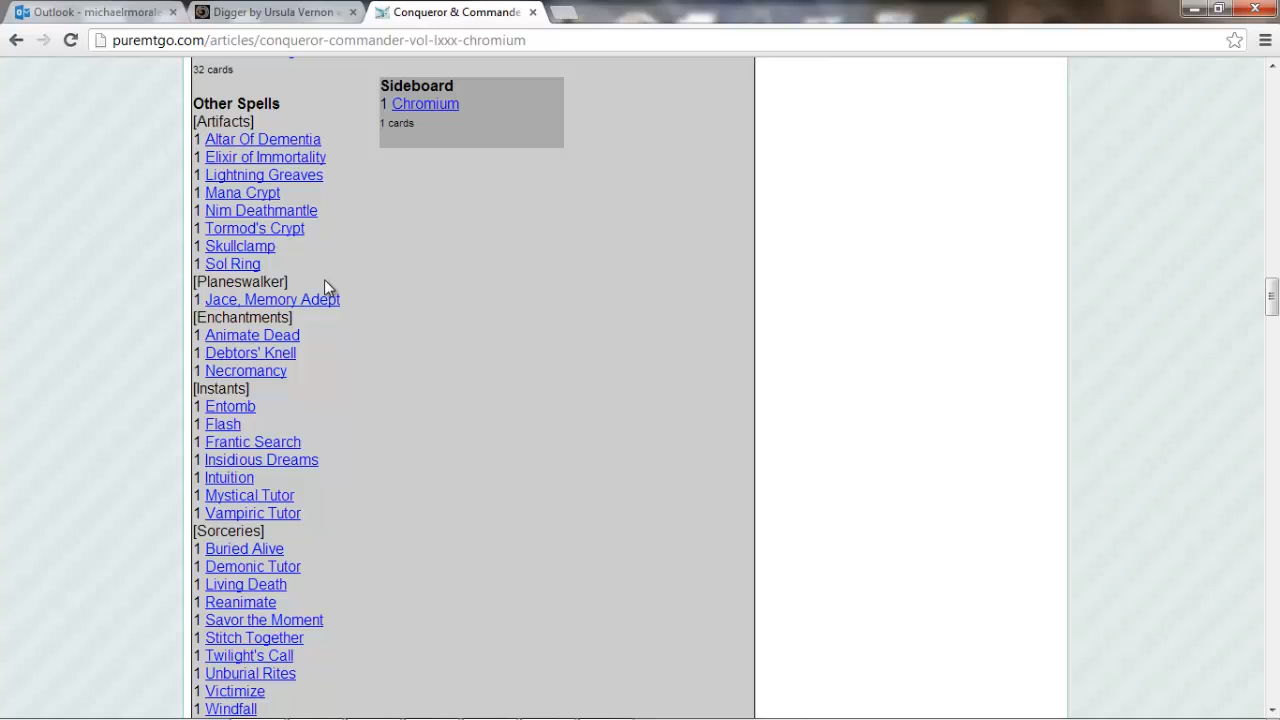 Outlook - michaelrmorale
Digger by Ursula Vernon
Conqueror & Commande
puremtgo.com/articles/conqueror-commander-vol-lxxx-chromium
32 cards
Sideboard
1 Chromium
1 cards
Other Spells
[Artifacts]
1 Altar Of Dementia
1 Elixir of Immortality
1 Lightning Greaves
1 Mana Crypt
1 Nim Deathmantle
1 Tormod's Crypt
1 Skullclamp
1 Sol Ring
[Planeswalker]
1 Jace, Memory Adept
[Enchantments]
1 Animate Dead
1 Debtors' Knell
1 Necromancy
[Instants]
1 Entomb
1 Flash
1 Frantic Search
1 Insidious Dreams
1 Intuition
1 Mystical Tutor
1 Vampiric Tutor
[Sorceries]
1 Buried Alive
1 Demonic Tutor
1 Living Death
1 Reanimate
1 Savor the Moment
1 Stitch Together
1 Twilight's Call
1 Unburial Rites
1 Victimize
1 Windfall